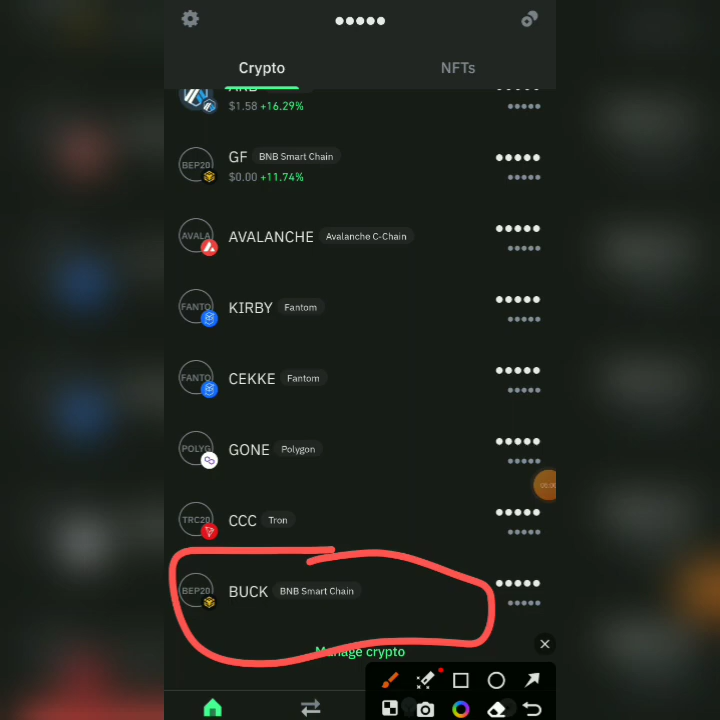 Crypto
NFTs
$1.58 +16.29%
BEP20
GF BNB Smart Chain
$0.00 +11.74%
AVALA
AVALANCHE Avalanche C-Chain
FANTO
KIRBY Fantom
FANTO
CEKKE Fantom
POLYG
GONE Polygon
TRC20
CCC Tron
BEP20
BUCK BNB Smart Chain
Manage crypto